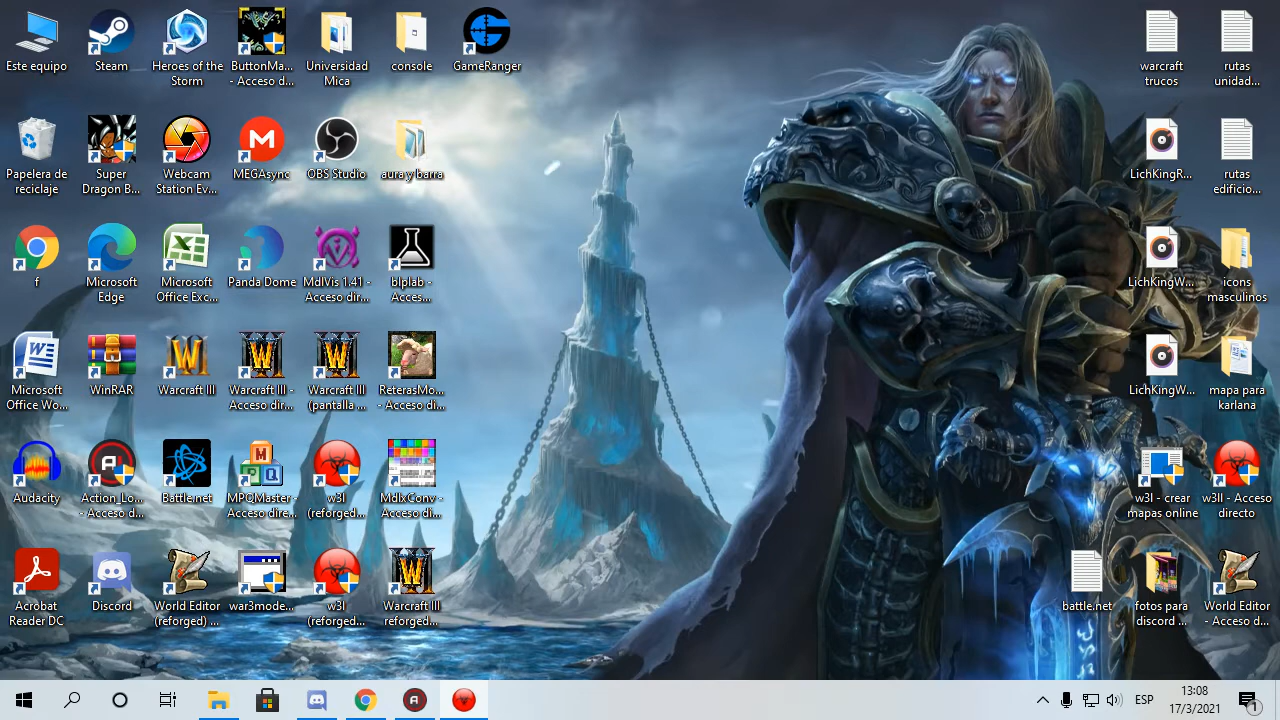 Este equipo
Steam
Heroes of the
Storm
ButtonMa...
- Acceso d...
Universidad
Mica
console
GameRanger
warcraft
trucos
rutas
unidad...
Papelera de
reciclaje
Super
Dragon B...
Webcam
Station Ev...
MEGAsync
OBS Studio
aura y barra
LichKingR...
rutas
edificio...
f
Microsoft
Edge
Microsoft
Office Exc...
Panda Dome
MdlVis 1.41 -
Acceso dir...
blplab -
Acces...
LichKingW...
icons
masculinos
Microsoft
Office Wo...
WinRAR
Warcraft III
Warcraft III -
Acceso dir...
Warcraft III
(pantalla ...
ReterasMo...
- Acceso di...
LichKingW...
mapa para
karlana
Audacity
Action_Lo...
- Acceso d...
Battle.net
MPQMaster -
Acceso dire...
w3l
(reforged...
MdlxConv -
Acceso di...
w3l - crear
mapas online
w3ll - Acceso
directo
Acrobat
Reader DC
Discord
World Editor
(reforged) ...
war3mode...
w3l
(reforged...
Warcraft III
reforged...
battle.net
fotos para
discord ...
World Editor
- Acceso d...
ESP
13:08
17/3/2021
1